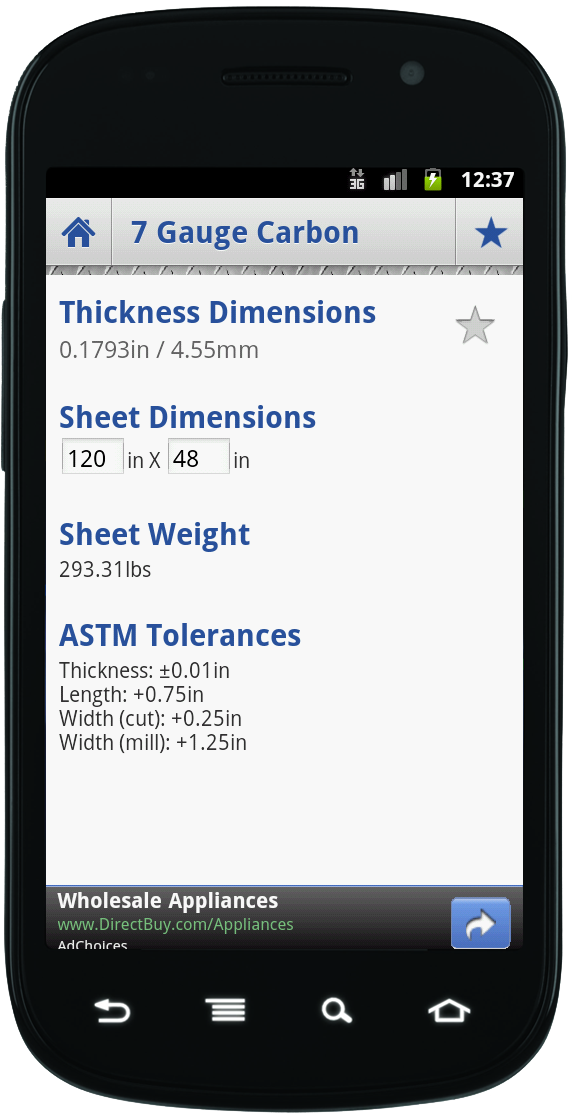 3G 12:37
7 Gauge Carbon
Thickness Dimensions
0.1793in / 4.55mm
Sheet Dimensions
120 in X 48 in
Sheet Weight
293.31lbs
ASTM Tolerances
Thickness: ±0.01in
Length: +0.75in
Width (cut): +0.25in
Width (mill): +1.25in
Wholesale Appliances
www.DirectBuy.com/Appliances
AdChoices